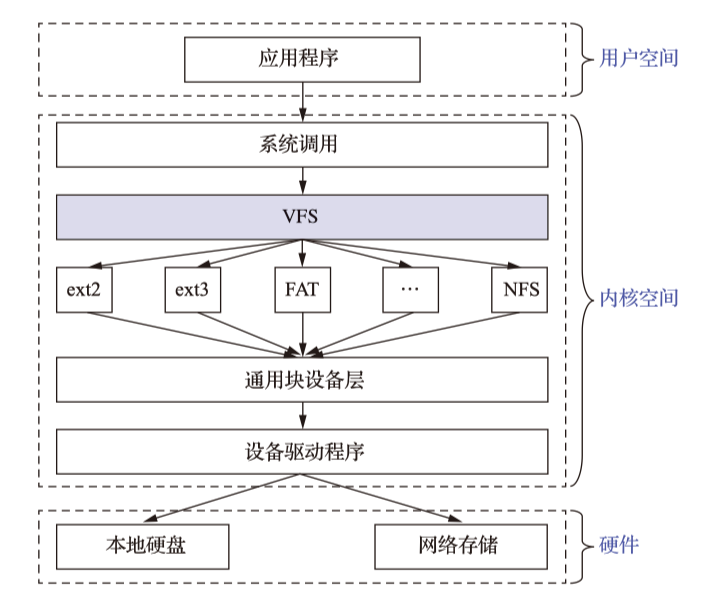 应用程序
用户空间
系统调用
VFS
ext2
ext3
FAT
…
NFS
内核空间
通用块设备层
设备驱动程序
本地硬盘
网络存储
硬件